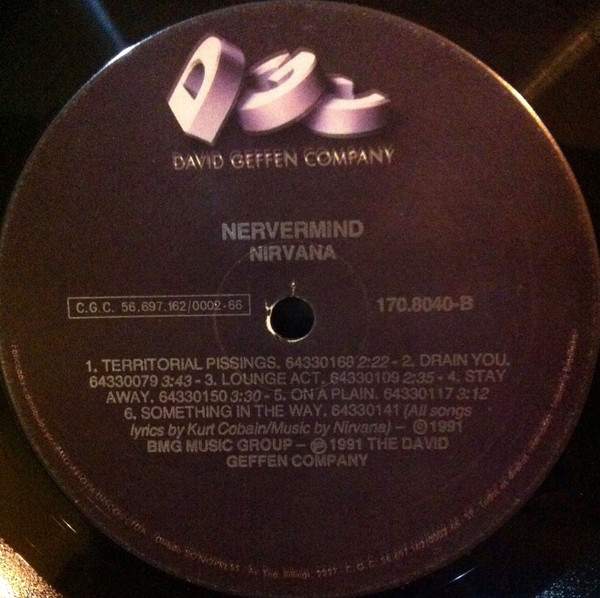 DGC
DAVID GEFFEN COMPANY
NERVERMIND
NIRVANA
C.G.C. 56.697.162/0002-66
170.8040-B
1. TERRITORIAL PISSINGS. 64330168 2:22 - 2. DRAIN YOU.
64330079 3:43 - 3. LOUNGE ACT. 64330109 2:35 - 4. STAY
AWAY. 64330150 3:30 - 5. ON A PLAIN. 64330117 3:12
6. SOMETHING IN THE WAY. 64330141 (All songs
lyrics by Kurt Cobain/Music by Nirvana) – © 1991
BMG MUSIC GROUP – ℗ 1991 THE DAVID
GEFFEN COMPANY